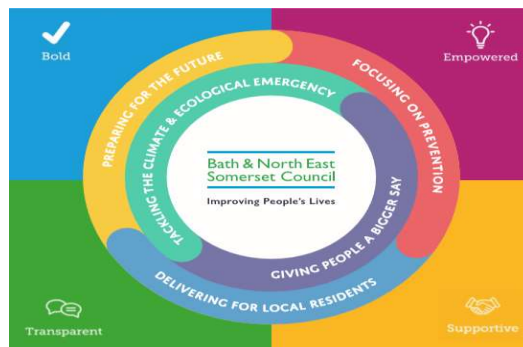 Bold
Empowered
PREPARING FOR THE FUTURE
FOCUSING ON PREVENTION
TACKLING THE CLIMATE & ECOLOGICAL EMERGENCY
Bath & North East
Somerset Council
Improving People's Lives
GIVING PEOPLE A BIGGER SAY
DELIVERING FOR LOCAL RESIDENTS
Transparent
Supportive